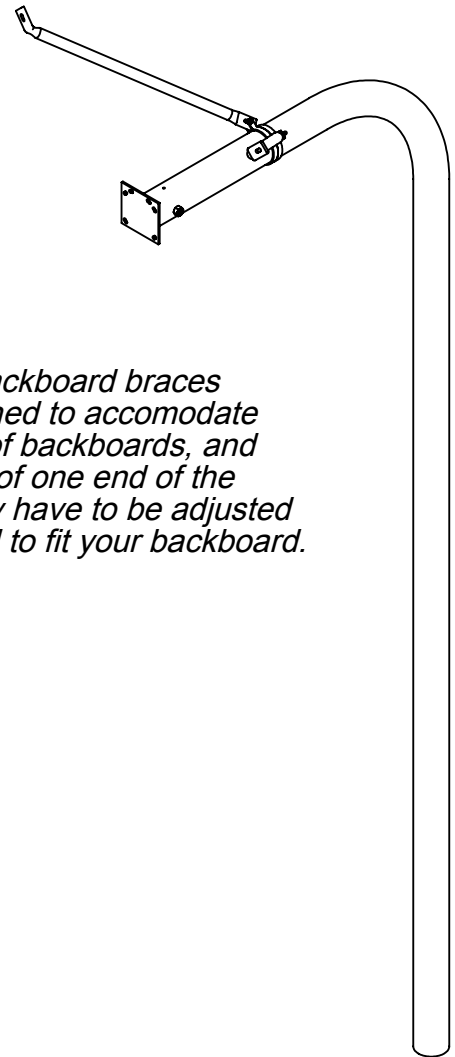 ackboard braces
ned to accomodate
of backboards, and
of one end of the
y have to be adjusted
to fit your backboard.